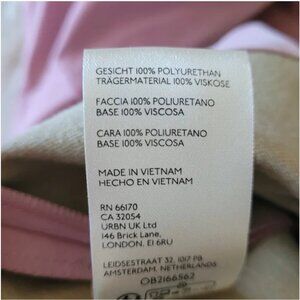 GESICHT 100% POLYURETHAN
TRÄGERMATERIAL 100% VISKOSE
FACCIA 100% POLIURETANO
BASE 100% VISCOSA
CARA 100% POLIURETANO
BASE 100% VISCOSA
MADE IN VIETNAM
HECHO EN VIETNAM
RN 66170
CA 32054
URBN UK Ltd
146 Brick Lane,
LONDON. E1 6RU
LEIDSESTRAAT 32, 1017 PB
AMSTERDAM, NETHERLANDS
OB2166562